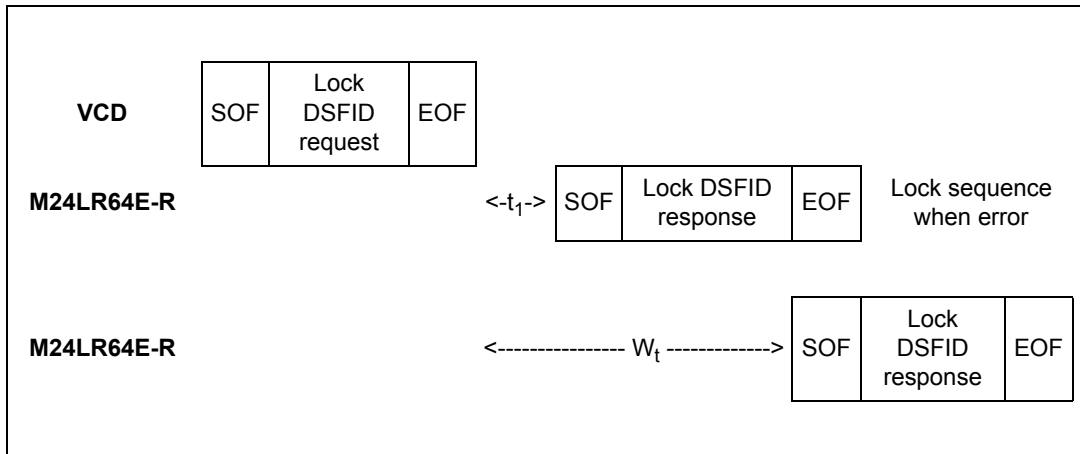 VCD
SOF
Lock
DSFID
request
EOF
M24LR64E-R
<-t1->
SOF
Lock DSFID
response
EOF
Lock sequence
when error
M24LR64E-R
<---------------- Wt ------------->
SOF
Lock
DSFID
response
EOF